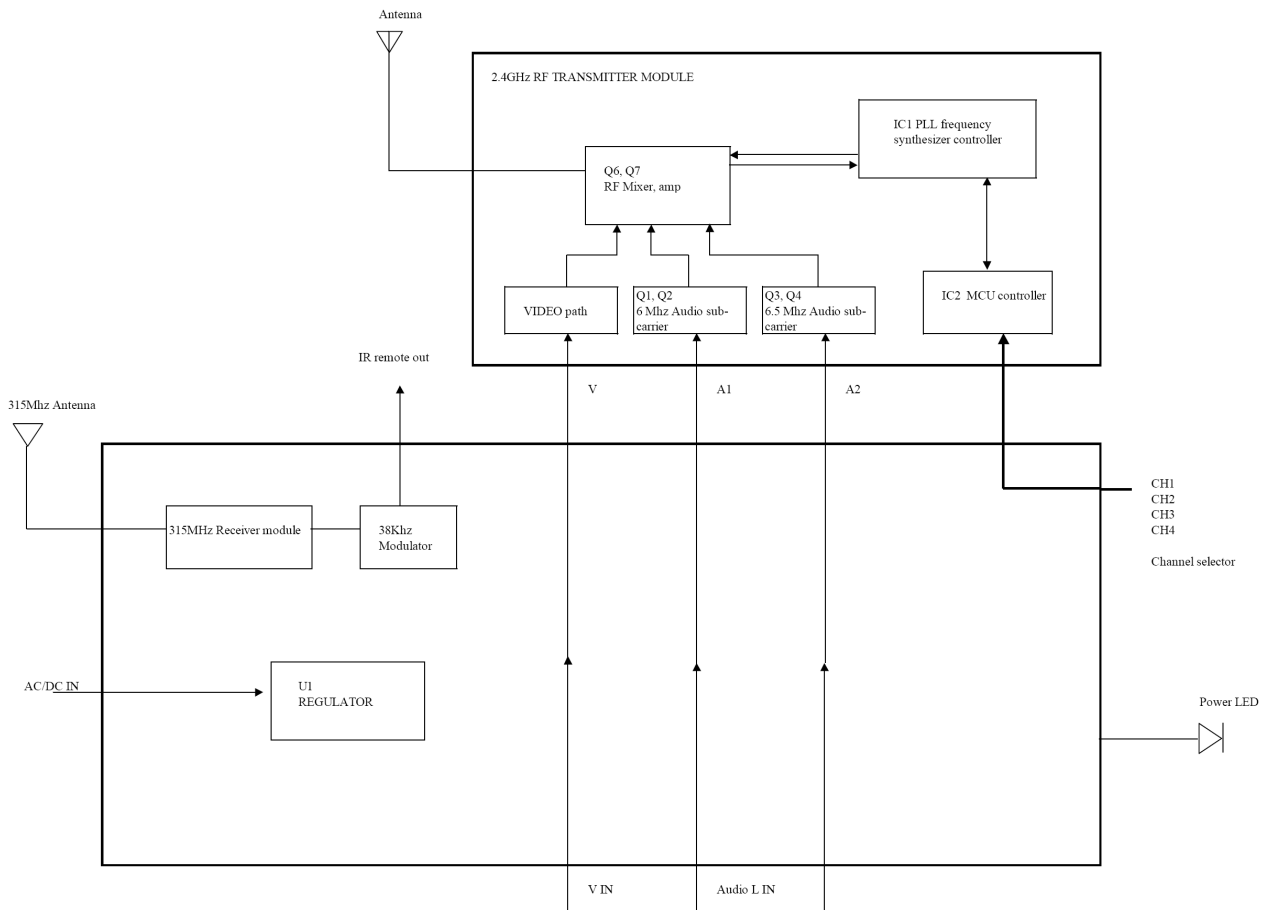 Antenna
2.4GHz RF TRANSMITTER MODULE
IC1 PLL frequency
synthesizer controller
Q6, Q7
RF Mixer, amp
VIDEO path
Q1, Q2
6 Mhz Audio sub-
carrier
Q3, Q4
6.5 Mhz Audio sub-
carrier
IC2 MCU controller
IR remote out
V
A1
A2
315Mhz Antenna
315MHz Receiver module
38Khz
Modulator
CH1
CH2
CH3
CH4
Channel selector
AC/DC IN
U1
REGULATOR
Power LED
V IN
Audio L IN